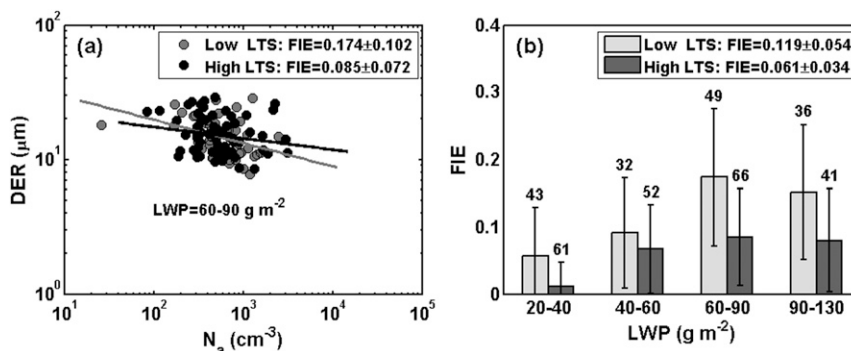 (a)
Low LTS: FIE=0.174±0.102
High LTS: FIE=0.085±0.072
10²
10¹
10⁰
DER (μm)
LWP=60-90 g m⁻²
10¹ 10² 10³ 10⁴ 10⁵
Nₐ (cm⁻³)
(b)
Low LTS: FIE=0.119±0.054
High LTS: FIE=0.061±0.034
0.4
0.3
0.2
0.1
0
FIE
43 61 32 52 49 66 36 41
20-40 40-60 60-90 90-130
LWP (g m⁻²)